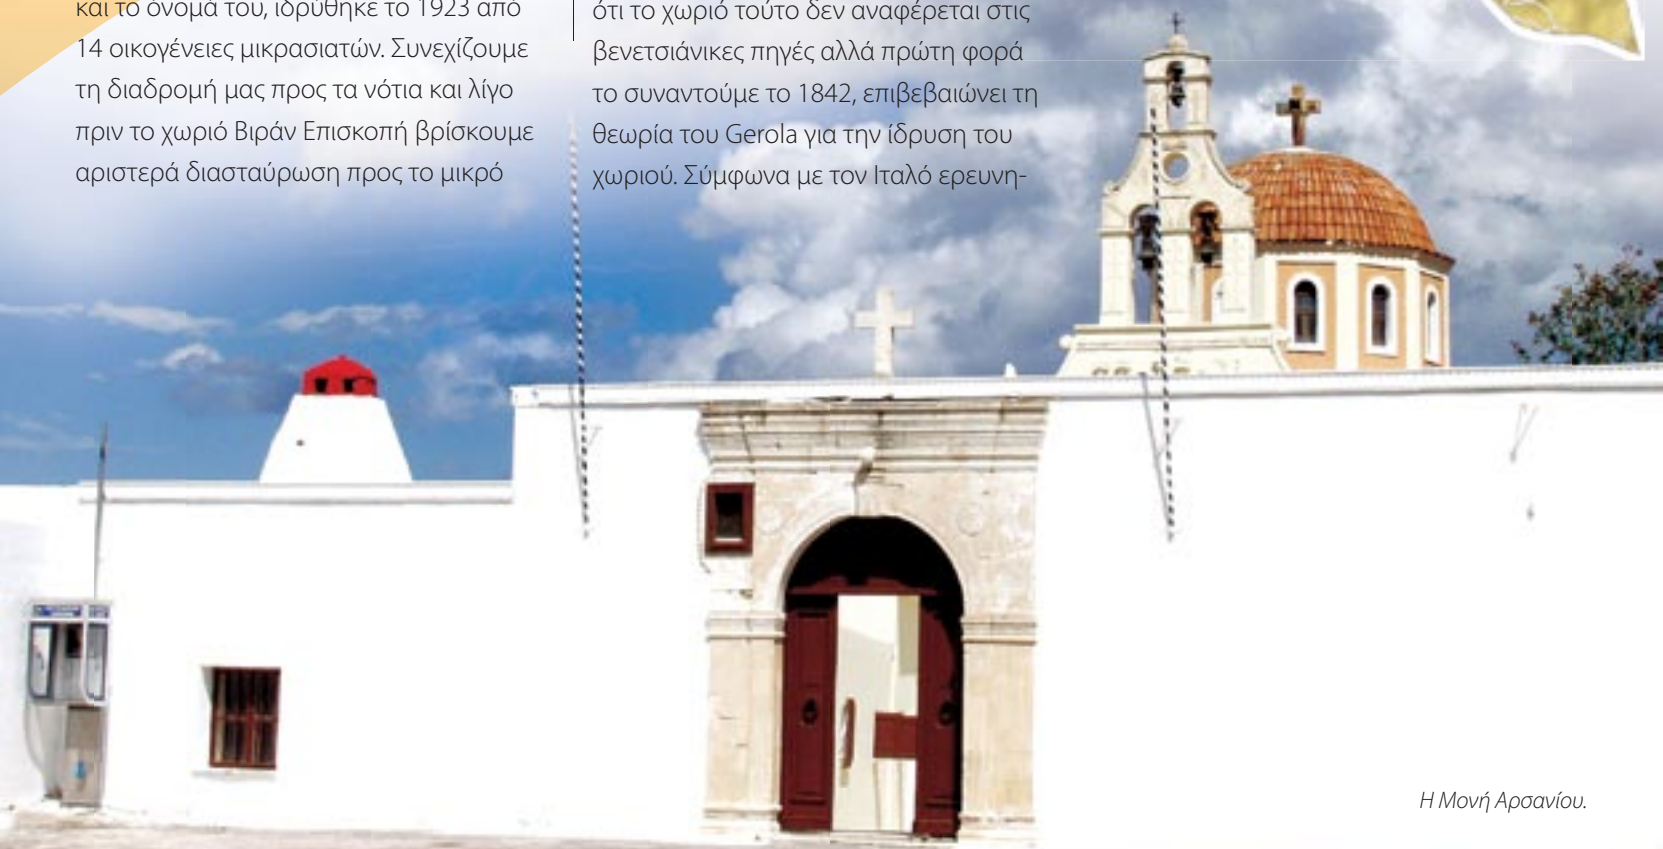 και το όνομά του, ιδρύθηκε το 1923 από
14 οικογένειες μικρασιατών. Συνεχίζουμε
τη διαδρομή μας προς τα νότια και λίγο
πριν το χωριό Βιράν Επισκοπή βρίσκουμε
αριστερά διασταύρωση προς το μικρό
ότι το χωριό τούτο δεν αναφέρεται στις
βενετσιάνικες πηγές αλλά πρώτη φορά
το συναντούμε το 1842, επιβεβαιώνει τη
θεωρία του Gerola για την ίδρυση του
χωριού. Σύμφωνα με τον Ιταλό ερευνη-
Η Μονή Αρσανίου.